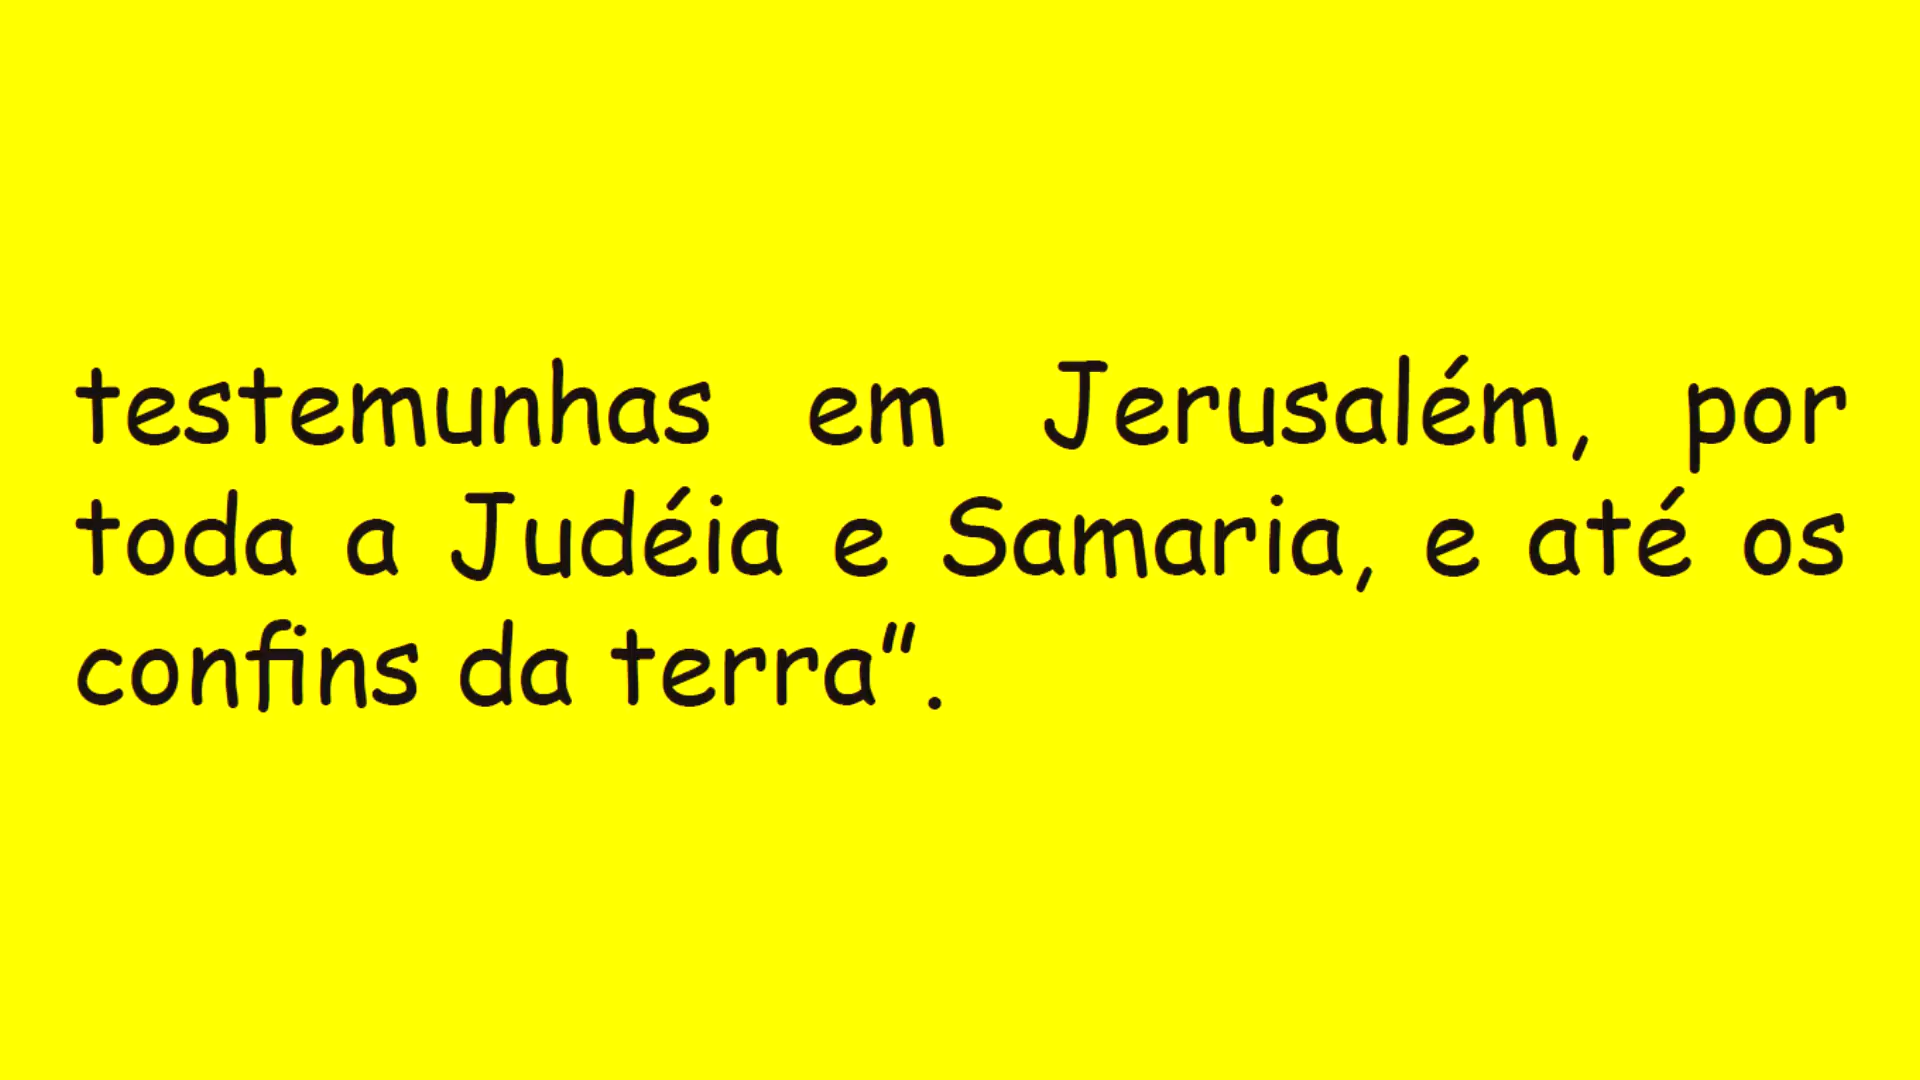 testemunhas em Jerusalém, por
toda a Judéia e Samaria, e até os
confins da terra”.